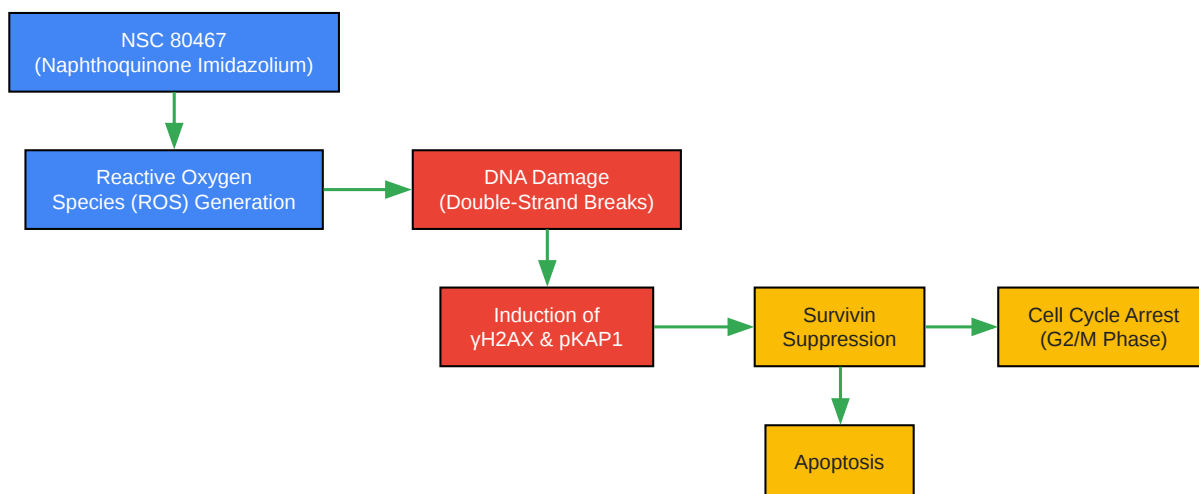 NSC 80467
(Naphthoquinone Imidazolium)
Reactive Oxygen
Species (ROS) Generation
DNA Damage
(Double-Strand Breaks)
Induction of
γH2AX & pKAP1
Survivin
Suppression
Cell Cycle Arrest
(G2/M Phase)
Apoptosis